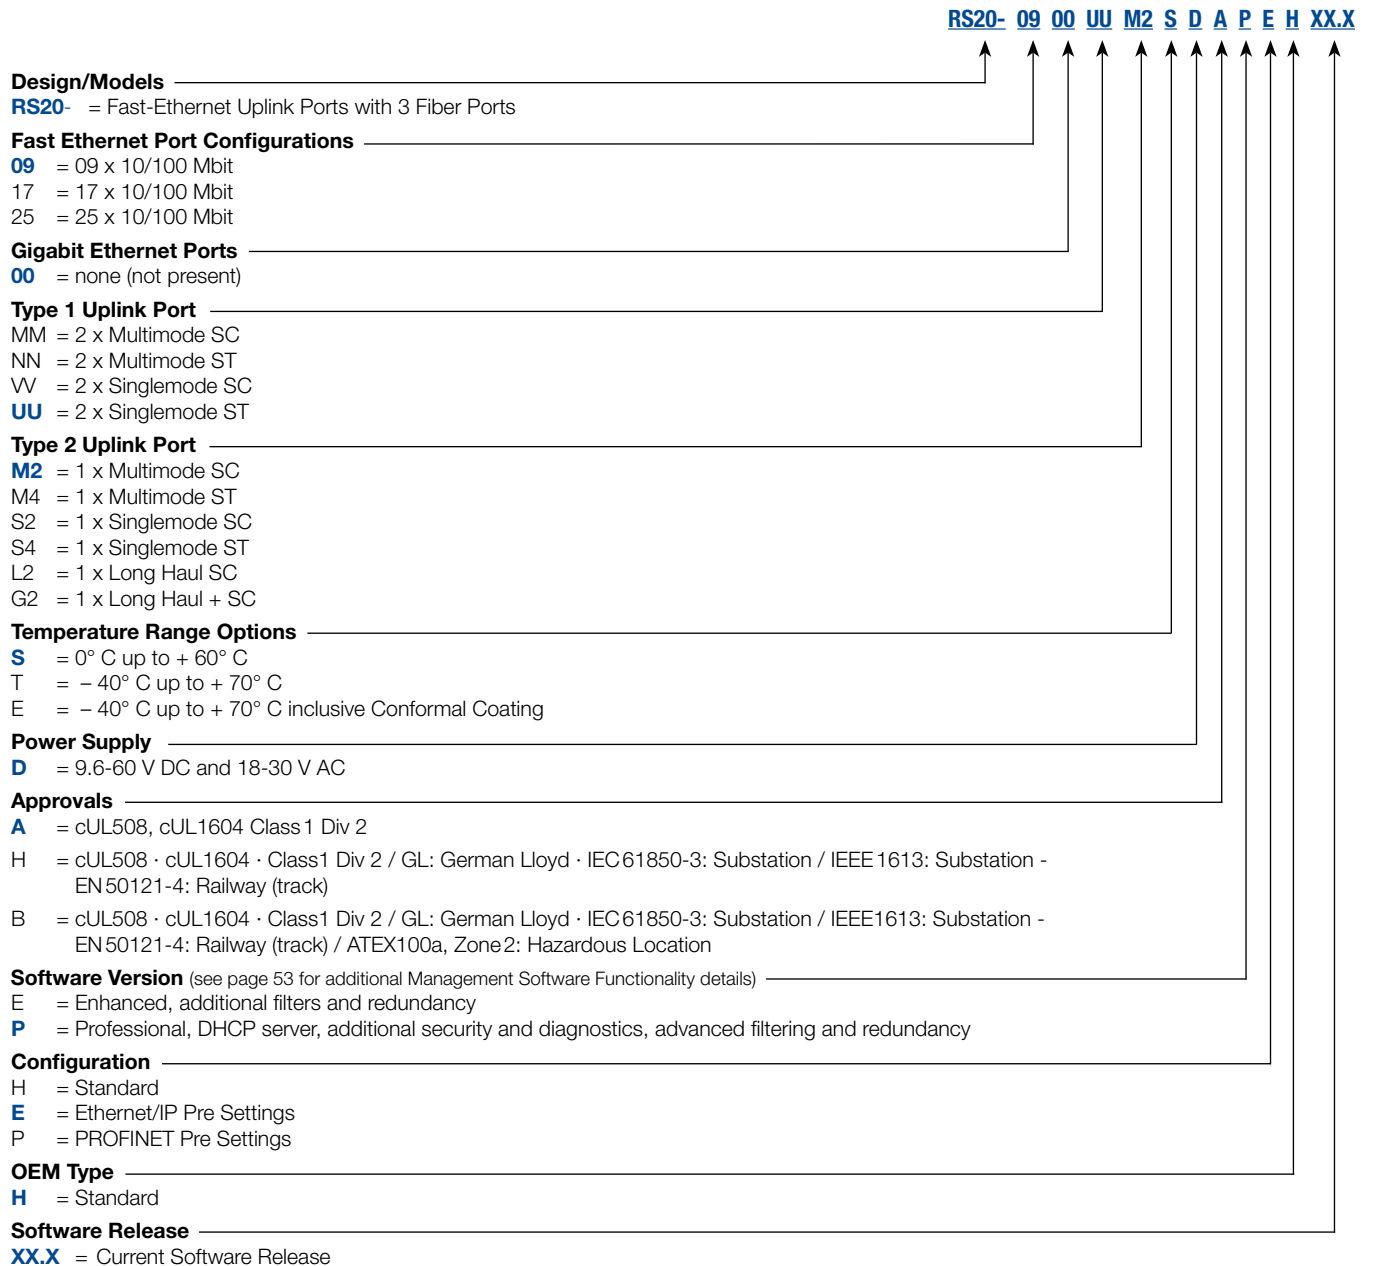 RS20- 09 00 UU M2 S D A P E H XX.X
Design/Models
RS20- = Fast-Ethernet Uplink Ports with 3 Fiber Ports
Fast Ethernet Port Configurations
09 = 09 x 10/100 Mbit
17 = 17 x 10/100 Mbit
25 = 25 x 10/100 Mbit
Gigabit Ethernet Ports
00 = none (not present)
Type 1 Uplink Port
MM = 2 x Multimode SC
NN = 2 x Multimode ST
VV = 2 x Singlemode SC
UU = 2 x Singlemode ST
Type 2 Uplink Port
M2 = 1 x Multimode SC
M4 = 1 x Multimode ST
S2 = 1 x Singlemode SC
S4 = 1 x Singlemode ST
L2 = 1 x Long Haul SC
G2 = 1 x Long Haul + SC
Temperature Range Options
S = 0° C up to + 60° C
T = – 40° C up to + 70° C
E = – 40° C up to + 70° C inclusive Conformal Coating
Power Supply
D = 9.6-60 V DC and 18-30 V AC
Approvals
A = cUL508, cUL1604 Class 1 Div 2
H = cUL508 · cUL1604 · Class1 Div 2 / GL: German Lloyd · IEC 61850-3: Substation / IEEE 1613: Substation -
EN 50121-4: Railway (track)
B = cUL508 · cUL1604 · Class1 Div 2 / GL: German Lloyd · IEC 61850-3: Substation / IEEE1613: Substation -
EN 50121-4: Railway (track) / ATEX100a, Zone 2: Hazardous Location
Software Version (see page 53 for additional Management Software Functionality details)
E = Enhanced, additional filters and redundancy
P = Professional, DHCP server, additional security and diagnostics, advanced filtering and redundancy
Configuration
H = Standard
E = Ethernet/IP Pre Settings
P = PROFINET Pre Settings
OEM Type
H = Standard
Software Release
XX.X = Current Software Release